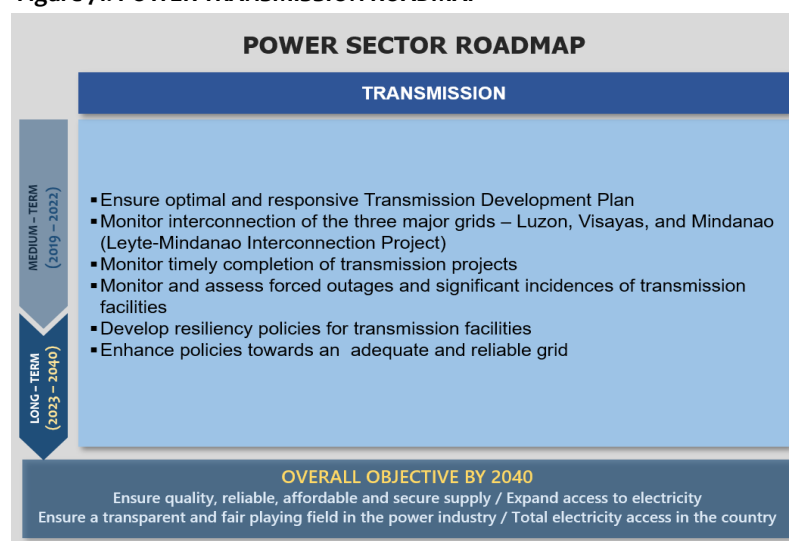 Figure 7. POWER TRANSMISSION ROADMAP
POWER SECTOR ROADMAP
TRANSMISSION
MEDIUM – TERM
(2019 – 2022)
▪Ensure optimal and responsive Transmission Development Plan
▪Monitor interconnection of the three major grids – Luzon, Visayas, and Mindanao
(Leyte-Mindanao Interconnection Project)
▪Monitor timely completion of transmission projects
▪Monitor and assess forced outages and significant incidences of transmission
facilities
▪Develop resiliency policies for transmission facilities
▪Enhance policies towards an  adequate and reliable grid
LONG – TERM
(2023 – 2040)
OVERALL OBJECTIVE BY 2040
Ensure quality, reliable, affordable and secure supply / Expand access to electricity
Ensure a transparent and fair playing field in the power industry / Total electricity access in the country